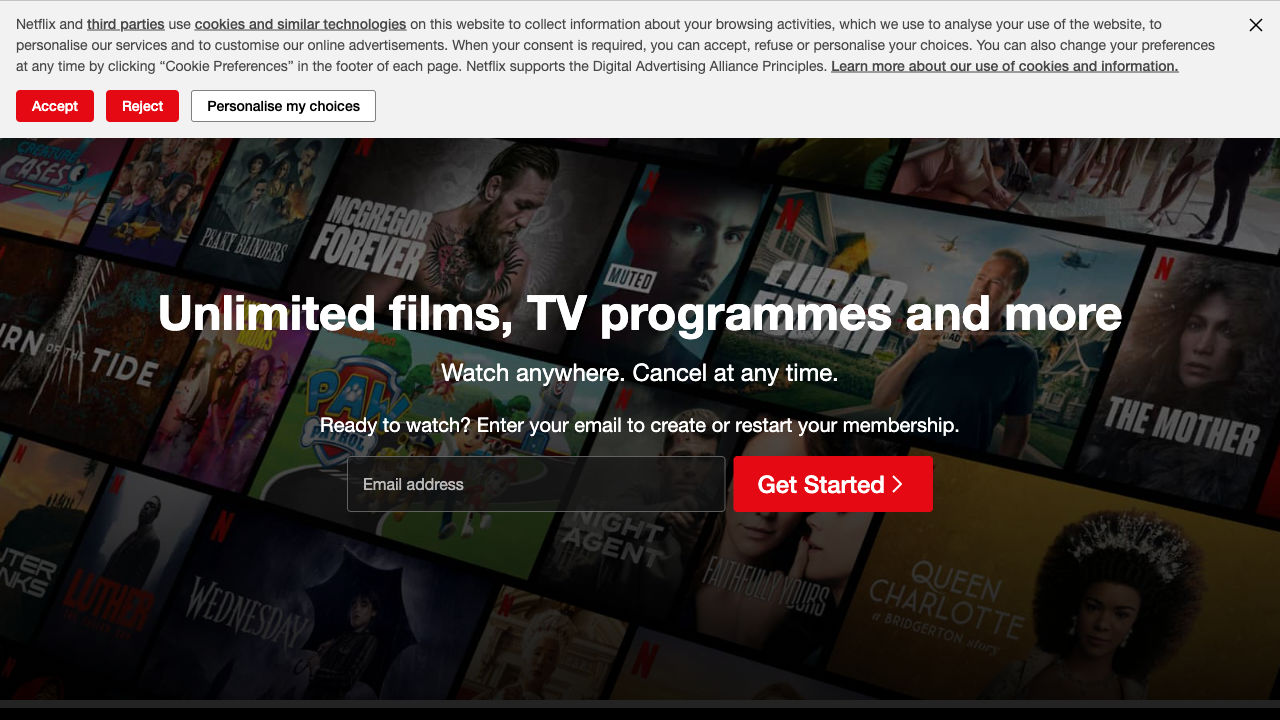 Netflix and third parties use cookies and similar technologies on this website to collect information about your browsing activities, which we use to analyse your use of the website, to
personalise our services and to customise our online advertisements. When your consent is required, you can accept, refuse or personalise your choices. You can also change your preferences
at any time by clicking “Cookie Preferences” in the footer of each page. Netflix supports the Digital Advertising Alliance Principles. Learn more about our use of cookies and information.
Accept
Reject
Personalise my choices
CREATURE
CASES
PEAKY BLINDERS
N
MCGREGOR
FOREVER
N
MUTED
N
DAD
N
Unlimited films, TV programmes and more
OF THE TIDE
MOMS
nickelodeon
PAW
PATROL
Watch anywhere. Cancel at any time.
THE MOTHER
Ready to watch? Enter your email to create or restart your membership.
Email address
Get Started
N
N
N
N
NIGHT
AGENT
FAITHFULLY YOURS
QUEEN
CHARLOTTE
a BRIDGERTON story
LUTHER
WEDNESDAY
N
N
N